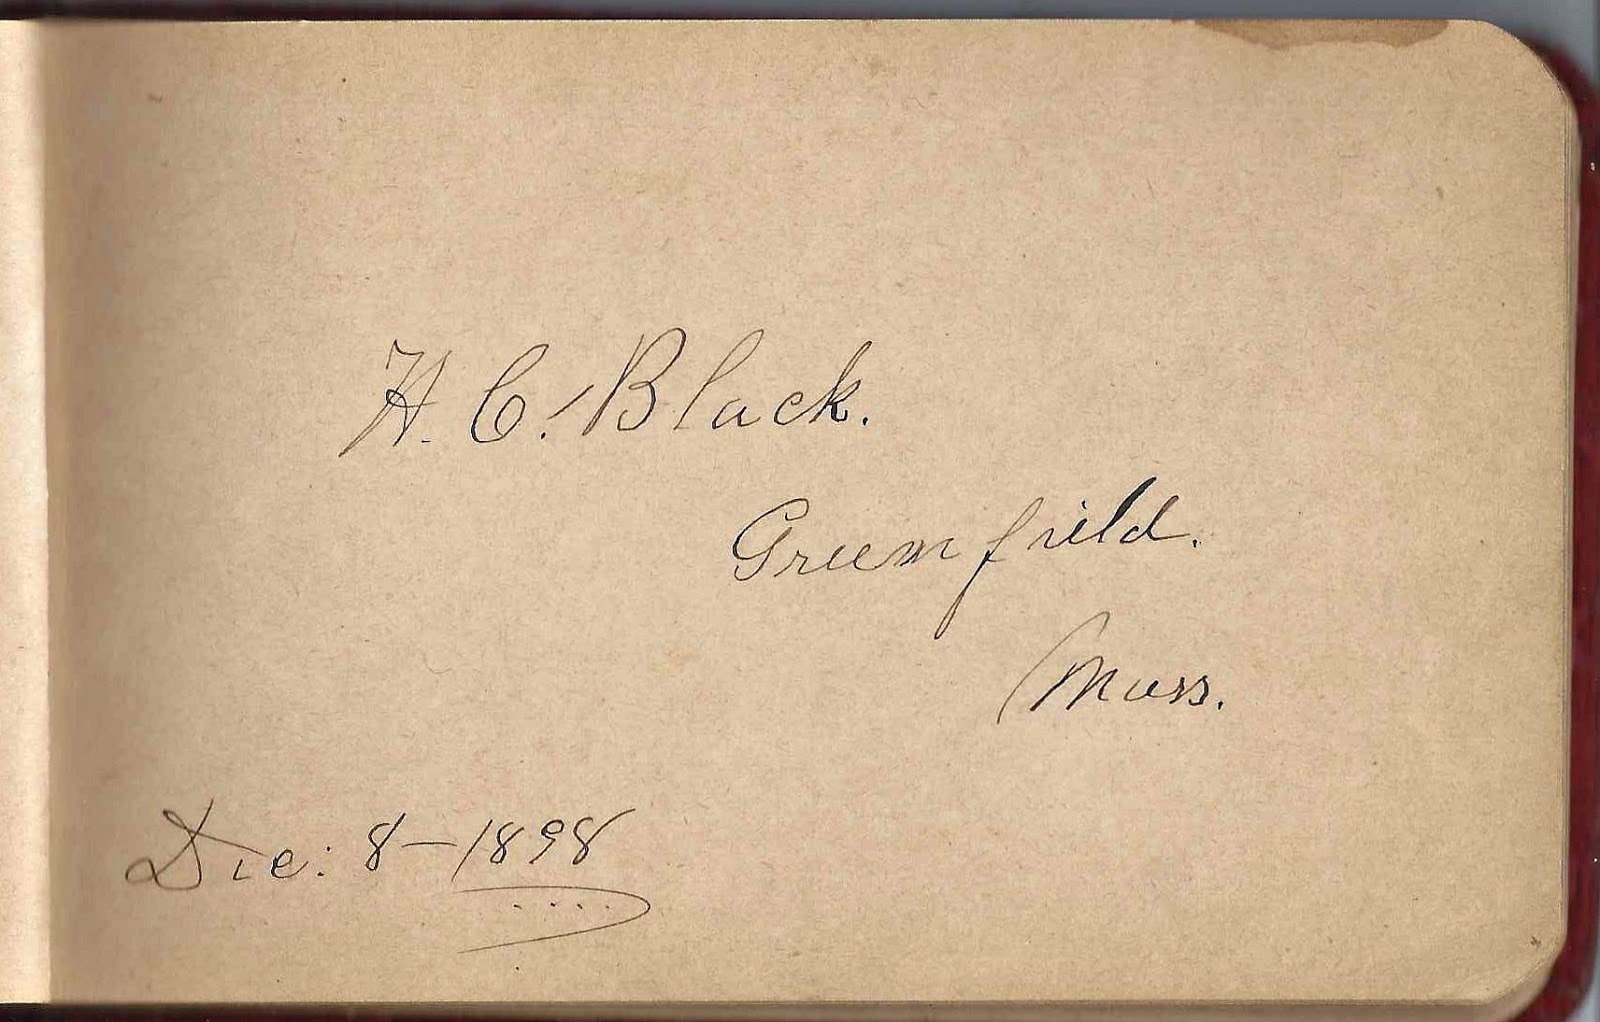 H. C. Black.
Greenfield.
Mass.
Dec: 8-1898